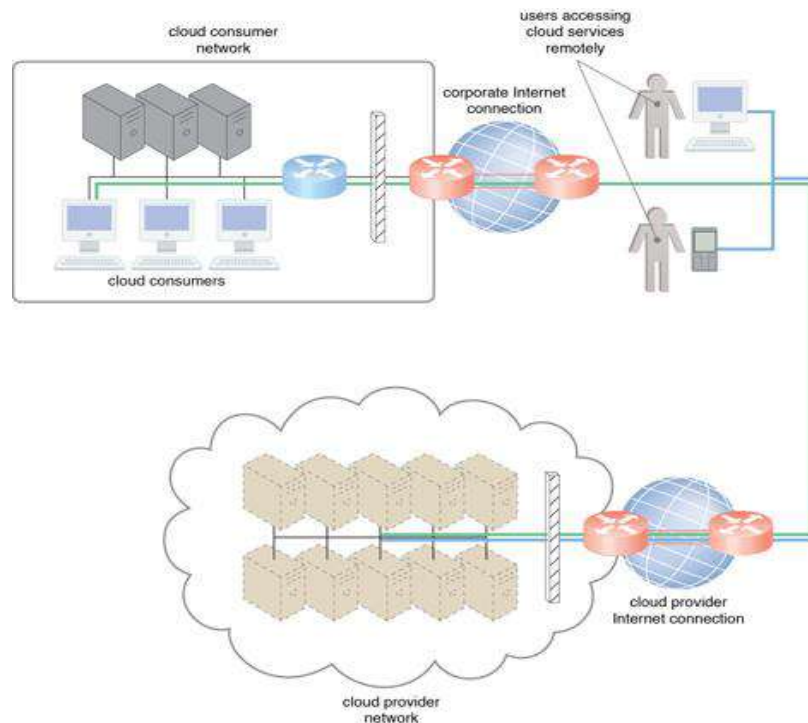 cloud consumer
network
users accessing
cloud services
remotely
corporate Internet
connection
cloud consumers
cloud provider
Internet connection
cloud provider
network